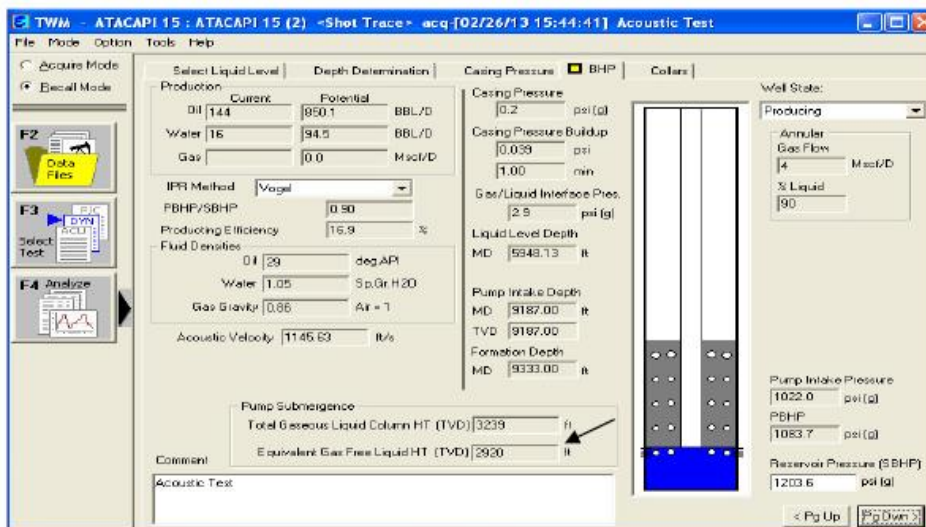 TWM - ATACAPI 15 : ATACAPI 15 (2) <Shot Trace> acq-[02/26/13 15:44:41] Acoustic Test
File Mode Option Tools Help
Acquire Mode
Recall Mode
F2
Data Files
F3
Select Test
F4 Analyze
Select Liquid Level
Depth Determination
Casing Pressure
BHP
Collars
Production
Current Potential
Oil 144 850.1 BBL/D
Water 16 94.5 BBL/D
Gas 0.0 Mscf/D
IPR Method Vogel
PBHP/SBHP 0.90
Producting Efficiency 16.9 %
Fluid Densities
Oil 29 deg.API
Water 1.05 Sp.Gr.H2O
Gas Gravity 0.86 Air = 1
Acoustic Velocity 1145.63 ft/s
Pump Submergence
Total Gaseous Liquid Column HT (TVD) 3239 ft
Equivalent Gas Free Liquid HT (TVD) 2920 ft
Comment
Acoustic Test
Casing Pressure
0.2 psi (g)
Casing Pressure Buildup
0.039 psi
1.00 min
Gas/Liquid Interface Pres.
2.9 psi (g)
Liquid Level Depth
MD 5948.13 ft
Pump Intake Depth
MD 9187.00 ft
TVD 9187.00 ft
Formation Depth
MD 9333.00 ft
Well State:
Producing
Annular
Gas Flow
4 Mscf/D
% Liquid
90
Pump Intake Pressure
1022.0 psi (g)
PBHP
1083.7 psi (g)
Reservoir Pressure (SBHP)
1203.6 psi (g)
< Pg Up
Pg Dwn >